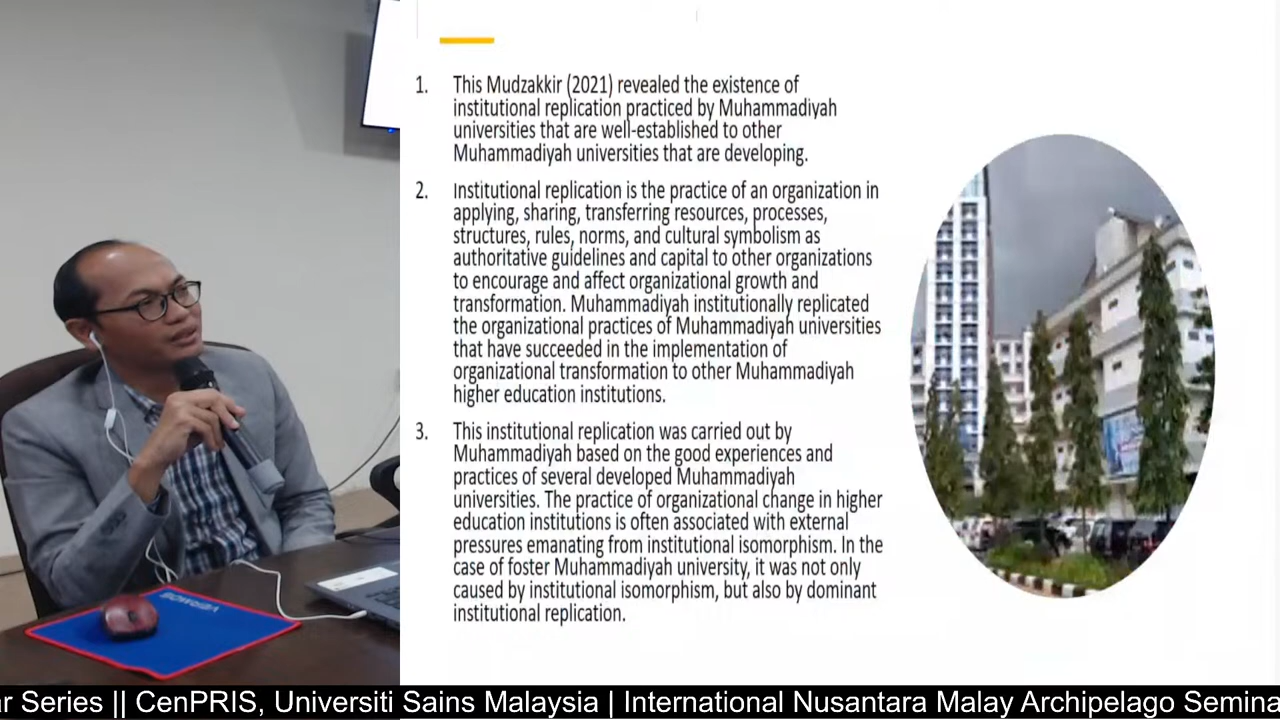 1. This Mudzakkir (2021) revealed the existence of
institutional replication practiced by Muhammadiyah
universities that are well-established to other
Muhammadiyah universities that are developing.
2. Institutional replication is the practice of an organization in
applying, sharing, transferring resources, processes,
structures, rules, norms, and cultural symbolism as
authoritative guidelines and capital to other organizations
to encourage and affect organizational growth and
transformation. Muhammadiyah institutionally replicated
the organizational practices of Muhammadiyah universities
that have succeeded in the implementation of
organizational transformation to other Muhammadiyah
higher education institutions.
3. This institutional replication was carried out by
Muhammadiyah based on the good experiences and
practices of several developed Muhammadiyah
universities. The practice of organizational change in higher
education institutions is often associated with external
pressures emanating from institutional isomorphism. In the
case of foster Muhammadiyah university, it was not only
caused by institutional isomorphism, but also by dominant
institutional replication.
r Series || CenPRIS, Universiti Sains Malaysia | International Nusantara Malay Archipelago Semina